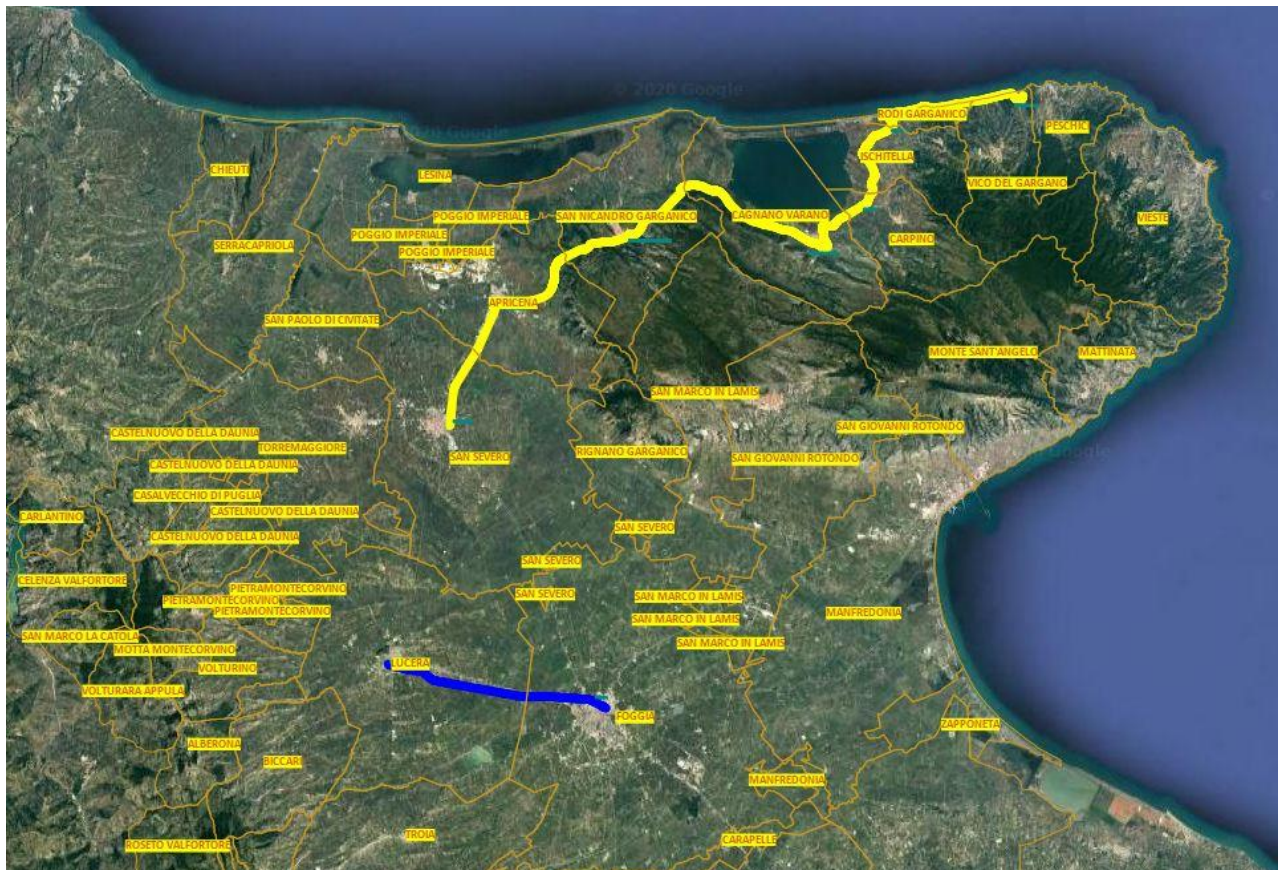 © 2020 Google
RODI GARGANICO
PESCHICI
2020 Google
ISCHITELLA
CHIEUTI
LESINA
VICO DEL GARGANO
POGGIO IMPERIALE
SAN NICANDRO GARGANICO
CAGNANO VARANO
VIESTE
POGGIO IMPERIALE
CARPINO
SERRACAPRIOLA
POGGIO IMPERIALE
APRICENA
SAN PAOLO DI CIVITATE
MONTE SANT'ANGELO
MATTINATA
SAN MARCO IN LAMIS
SAN GIOVANNI ROTONDO
CASTELNUOVO DELLA DAUNIA
TORREMAGGIORE
RIGNANO GARGANICO
Google
SAN SEVERO
SAN GIOVANNI ROTONDO
CASTELNUOVO DELLA DAUNIA
CASALVECCHIO DI PUGLIA
CASTELNUOVO DELLA DAUNIA
CARLANTINO
SAN SEVERO
CASTELNUOVO DELLA DAUNIA
SAN SEVERO
CELENZA VALFORTORE
PIETRAMONTECORVINO
SAN SEVERO
SAN MARCO IN LAMIS
PIETRAMONTECORVINO
PIETRAMONTECORVINO
MANFREDONIA
SAN MARCO IN LAMIS
SAN MARCO LA CATOLA
SAN MARCO IN LAMIS
MOTTA MONTECORVINO
LUCERA
VOLTURINO
VOLTURARA APPULA
FOGGIA
ZAPPONETA
ALBERONA
BICCARI
MANFREDONIA
TROIA
CARAPELLE
ROSETO VALFORTORE